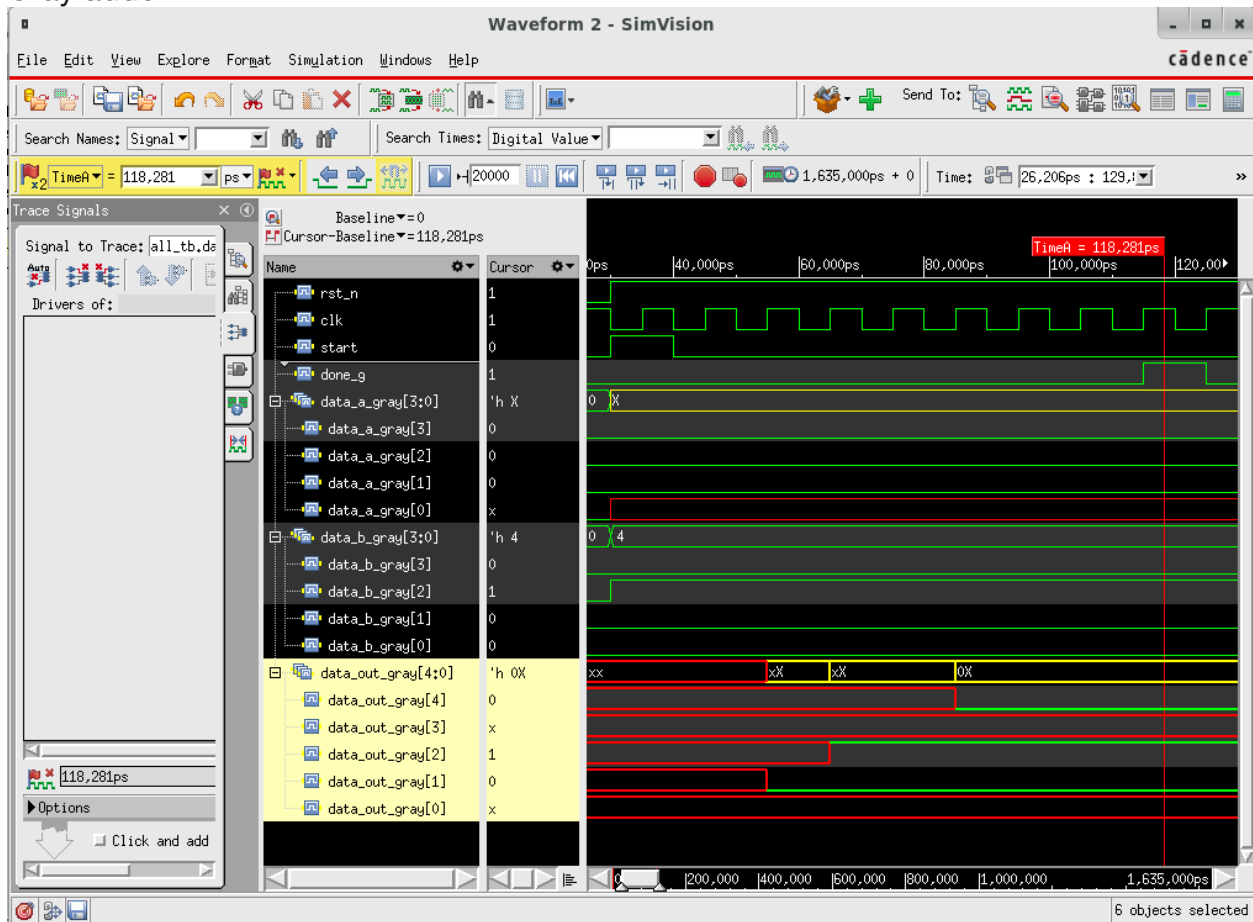 Waveform 2 - SimVision
File Edit View Explore Format Simulation Windows Help
cādence
Send To:
Search Names: Signal
Search Times: Digital Value
x2 TimeA = 118,281 ps
20000
1,635,000ps + 0
Time: 26,206ps : 129,
»
Trace Signals
Signal to Trace: all_tb.da
Auto
Drivers of:
118,281ps
Options
Click and add
Baseline=0
Cursor-Baseline=118,281ps
TimeA = 118,281ps
Name Cursor 0ps 40,000ps 60,000ps 80,000ps 100,000ps 120,00
rst_n 1
clk 1
start 0
done_g 1
data_a_gray[3:0] 'h X 0 X
data_a_gray[3] 0
data_a_gray[2] 0
data_a_gray[1] 0
data_a_gray[0] x
data_b_gray[3:0] 'h 4 0 4
data_b_gray[3] 0
data_b_gray[2] 1
data_b_gray[1] 0
data_b_gray[0] 0
data_out_gray[4:0] 'h 0X xx xX xX 0X
data_out_gray[4] 0
data_out_gray[3] x
data_out_gray[2] 1
data_out_gray[1] 0
data_out_gray[0] x
0 200,000 400,000 600,000 800,000 1,000,000 1,635,000ps
6 objects selected